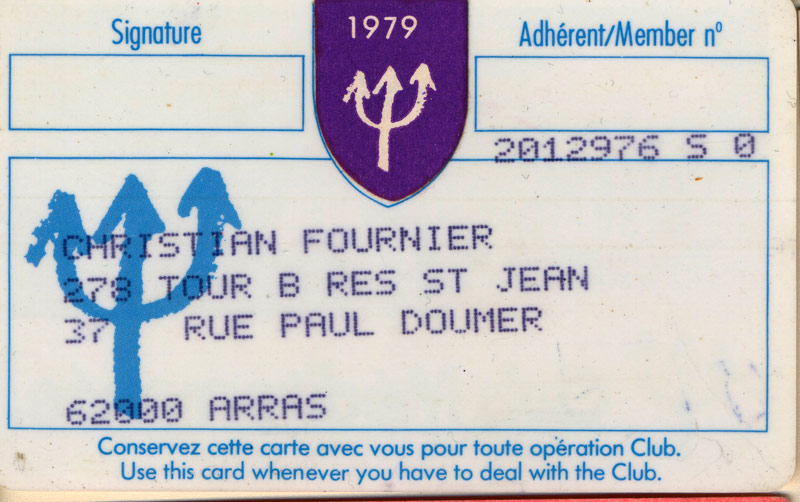 Signature
1979
Adhérent/Member nº
2012976 S 0
CHRISTIAN FOURNIER
278 TOUR B RES ST JEAN
37 RUE PAUL DOUMER
62000 ARRAS
Conservez cette carte avec vous pour toute opération Club.
Use this card whenever you have to deal with the Club.